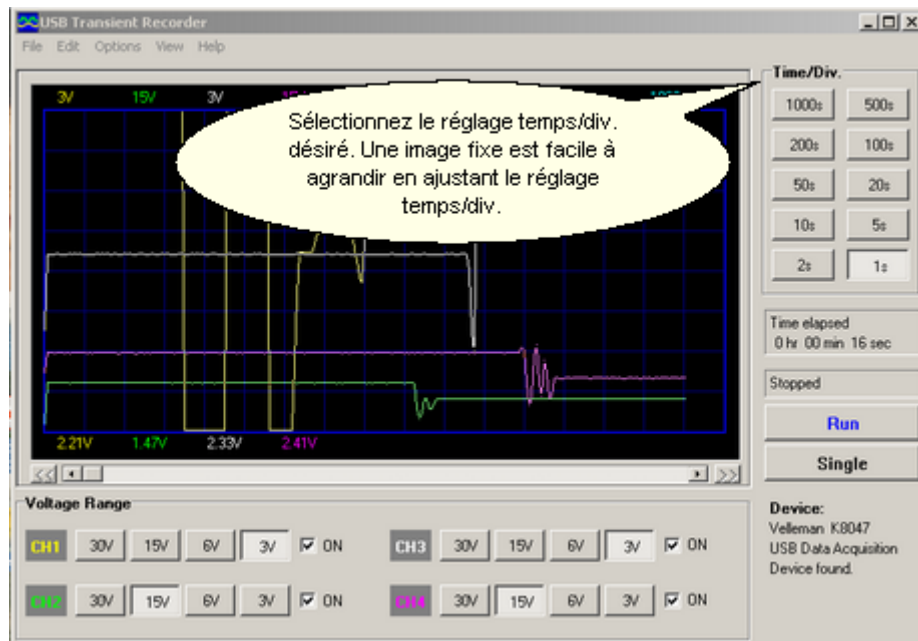 USB Transient Recorder
File Edit Options View Help
3V 15V 3V
Sélectionnez le réglage temps/div.
désiré. Une image fixe est facile à
agrandir en ajustant le réglage
temps/div.
Time/Div.
1000s 500s
200s 100s
50s 20s
10s 5s
2s 1s
Time elapsed
0 hr 00 min 16 sec
Stopped
Run
Single
2.21V 1.47V 2.33V 2.41V
Voltage Range
CH1 30V 15V 6V 3V ON
CH3 30V 15V 6V 3V ON
CH2 30V 15V 6V 3V ON
CH4 30V 15V 6V 3V ON
Device:
Velleman K8047
USB Data Acquisition
Device found.